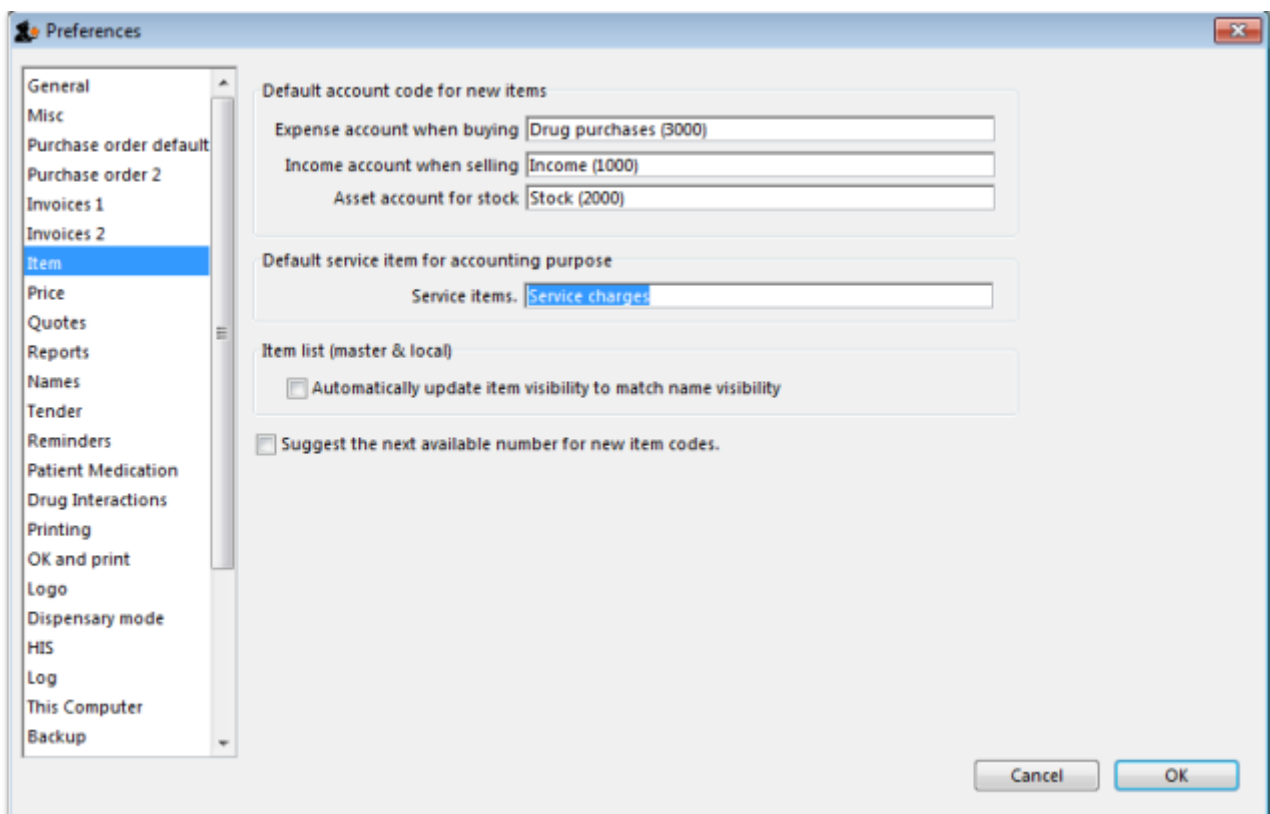 Preferences
General
Misc
Purchase order default
Purchase order 2
Invoices 1
Invoices 2
Item
Price
Quotes
Reports
Names
Tender
Reminders
Patient Medication
Drug Interactions
Printing
OK and print
Logo
Dispensary mode
HIS
Log
This Computer
Backup
Default account code for new items
Expense account when buying Drug purchases (3000)
Income account when selling Income (1000)
Asset account for stock Stock (2000)
Default service item for accounting purpose
Service items. Service charges
Item list (master & local)
Automatically update item visibility to match name visibility
Suggest the next available number for new item codes.
Cancel OK